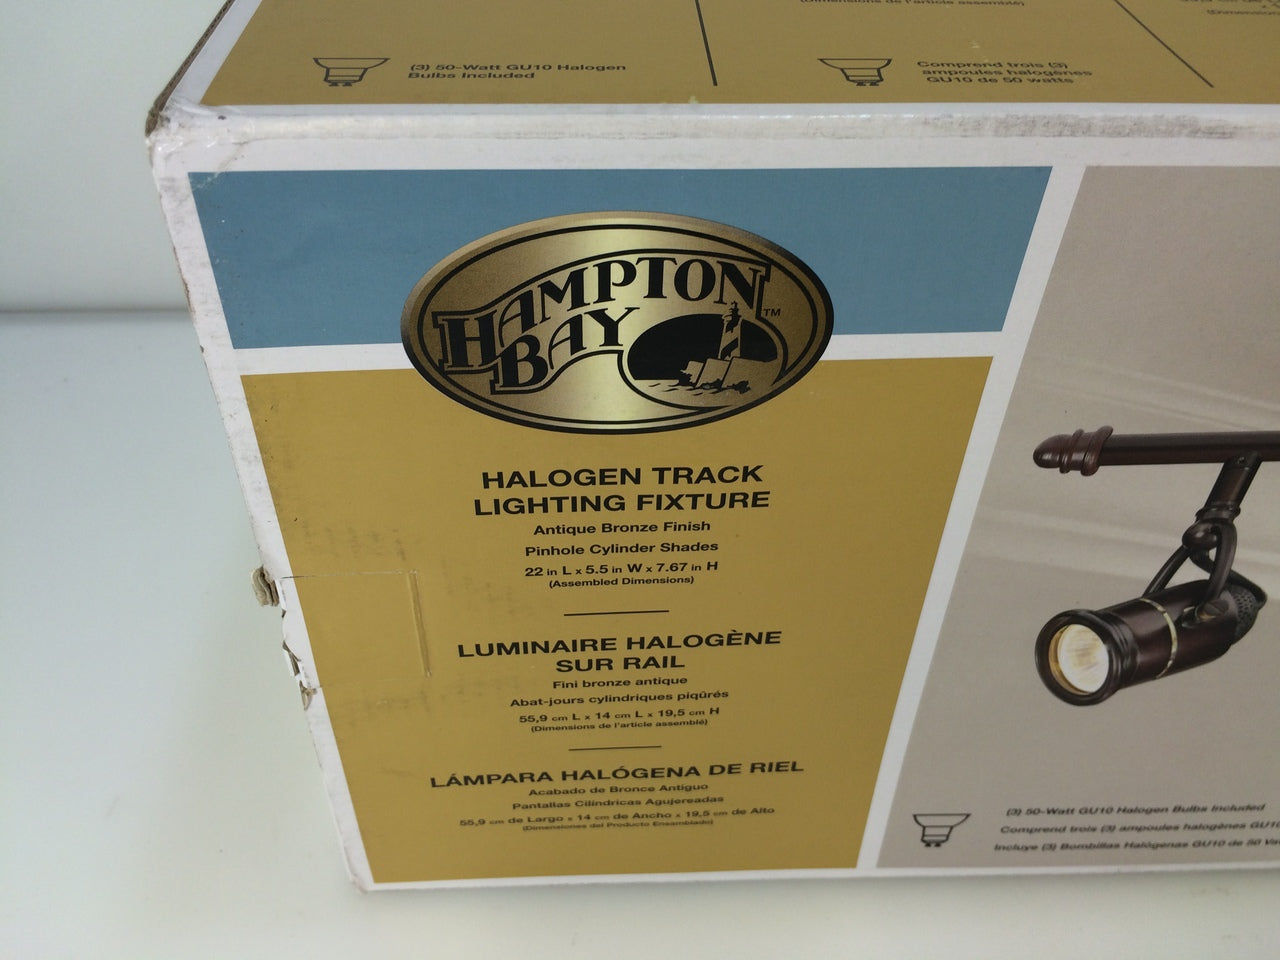 (Dimensions de l'article assemblé)
(3) 50-Watt GU10 Halogen
Bulbs Included
Comprend trois (3)
ampoules halogènes
GU10 de 50 watts
HAMPTON
BAY
TM
HALOGEN TRACK
LIGHTING FIXTURE
Antique Bronze Finish
Pinhole Cylinder Shades
22 in L x 5.5 in W x 7.67 in H
(Assembled Dimensions)
LUMINAIRE HALOGÈNE
SUR RAIL
Fini bronze antique
Abat-jours cylindriques piqûrés
55,9 cm L x 14 cm L x 19,5 cm H
(Dimensions de l'article assemblé)
LÁMPARA HALÓGENA DE RIEL
Acabado de Bronce Antiguo
Pantallas Cilíndricas Agujereadas
55,9 cm de Largo x 14 cm de Ancho x 19,5 cm de Alto
(Dimensiones del Producto Ensamblado)
(3) 50-Watt GU10 Halogen Bulbs Included
Comprend trois (3) ampoules halogènes GU10
Incluye (3) Bombillas Halógenas GU10 de 50